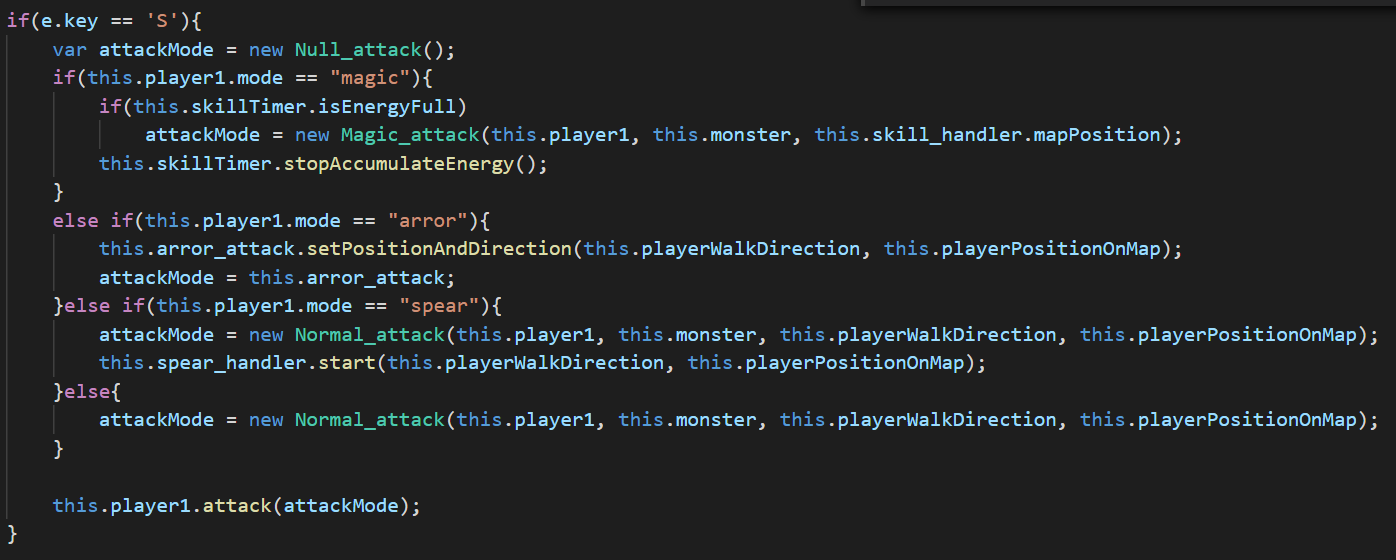 if(e.key == 'S'){
    var attackMode = new Null_attack();
    if(this.player1.mode == "magic"){
        if(this.skillTimer.isEnergyFull)
            attackMode = new Magic_attack(this.player1, this.monster, this.skill_handler.mapPosition);
        this.skillTimer.stopAccumulateEnergy();
    }
    else if(this.player1.mode == "arror"){
        this.arror_attack.setPositionAndDirection(this.playerWalkDirection, this.playerPositionOnMap);
        attackMode = this.arror_attack;
    }else if(this.player1.mode == "spear"){
        attackMode = new Normal_attack(this.player1, this.monster, this.playerWalkDirection, this.playerPositionOnMap);
        this.spear_handler.start(this.playerWalkDirection, this.playerPositionOnMap);
    }else{
        attackMode = new Normal_attack(this.player1, this.monster, this.playerWalkDirection, this.playerPositionOnMap);
    }

    this.player1.attack(attackMode);
}